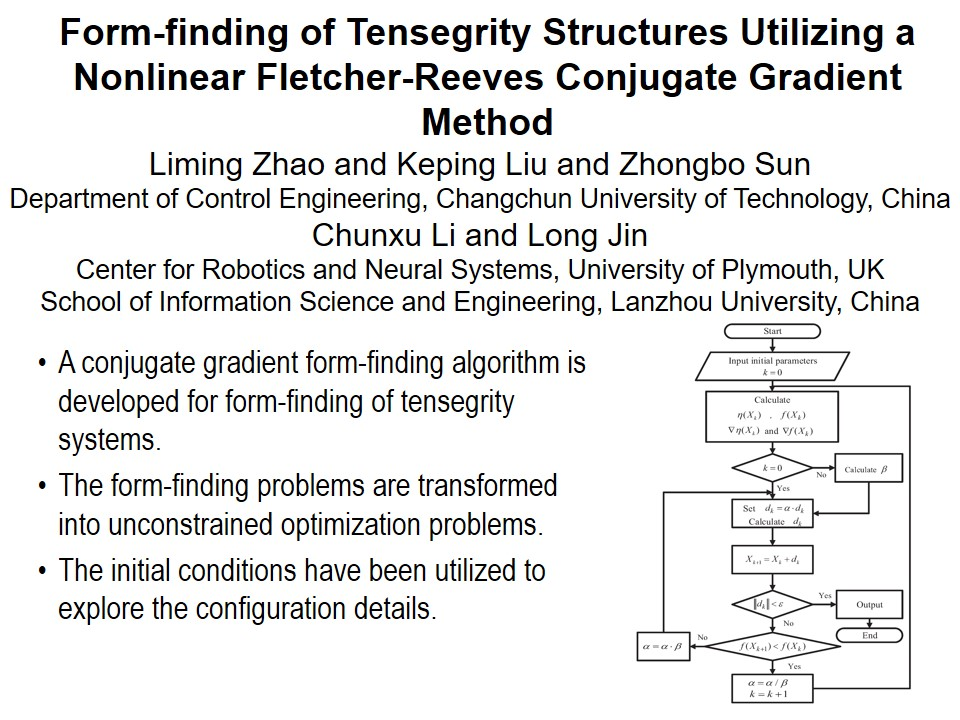 Form-finding of Tensegrity Structures Utilizing a
Nonlinear Fletcher-Reeves Conjugate Gradient
Method
Liming Zhao and Keping Liu and Zhongbo Sun
Department of Control Engineering, Changchun University of Technology, China
Chunxu Li and Long Jin
Center for Robotics and Neural Systems, University of Plymouth, UK
School of Information Science and Engineering, Lanzhou University, China
• A conjugate gradient form-finding algorithm is
developed for form-finding of tensegrity
systems.
• The form-finding problems are transformed
into unconstrained optimization problems.
• The initial conditions have been utilized to
explore the configuration details.
Start
Input initial parameters
k = 0
Calculate
η(X_k) , f(X_k)
∇η(X_k) and ∇f(X_k)
k = 0
No
Calculate β
Yes
Set d_k = α · d_k
Calculate d_k
X_{k+1} = X_k + d_k
‖d_k‖ < ε
Yes
Output
End
No
f(X_{k+1}) < f(X_k)
No
α = α · β
Yes
α = α / β
k = k + 1